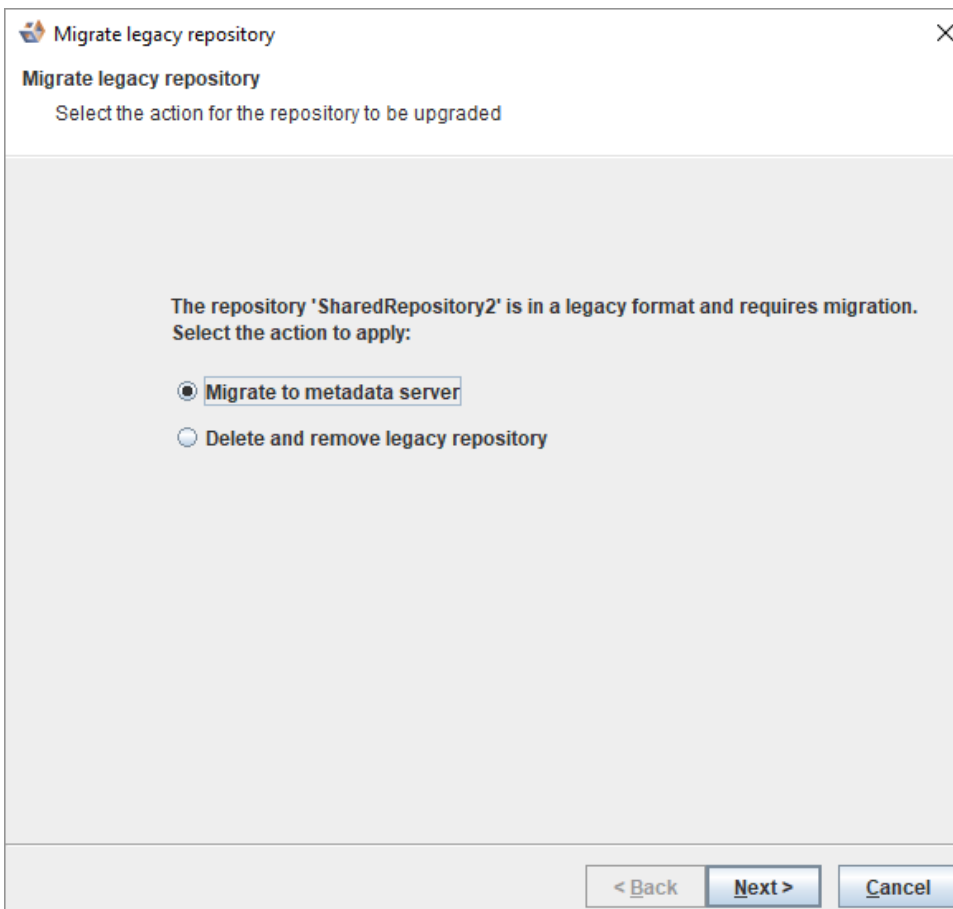 Migrate legacy repository
Migrate legacy repository
Select the action for the repository to be upgraded
The repository 'SharedRepository2' is in a legacy format and requires migration.
Select the action to apply:
Migrate to metadata server
Delete and remove legacy repository
< Back Next > Cancel